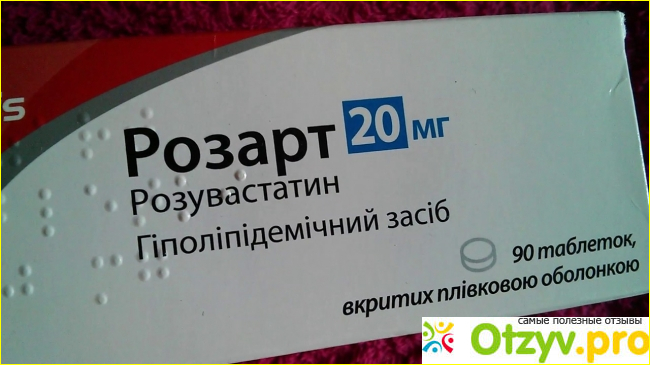 s
Розарт 20 мг
Розувастатин
Гіполіпідемічний засіб
90 таблеток,
вкритих плівковою оболонкою
самые полезные отзывы
Otzyv.pro